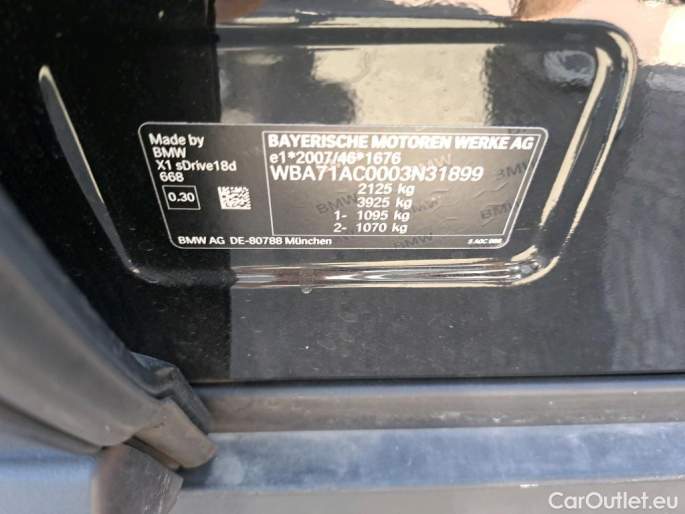 Made by
BMW
X1 sDrive18d
668
0.30
BMW AG DE-80788 München
BAYERISCHE MOTOREN WERKE AG
e1*2007/46*1676
WBA71AC0003N31899
2125 kg
3925 kg
1- 1095 kg
2- 1070 kg
CarOutlet.eu